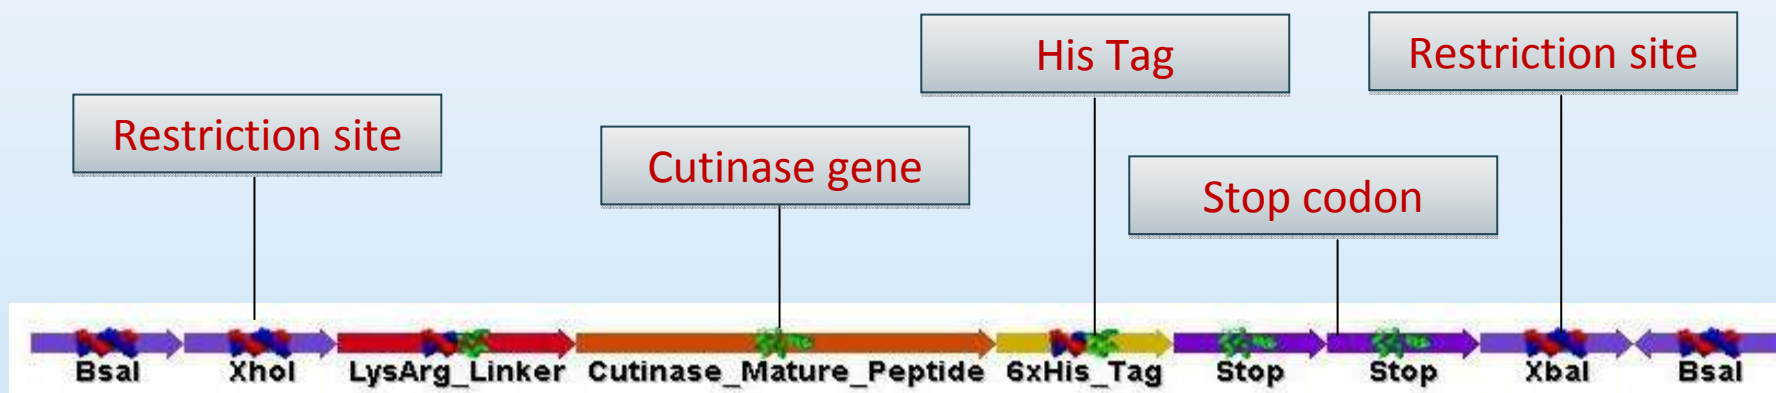 His Tag
Restriction site
Restriction site
Cutinase gene
Stop codon
BsaI XhoI LysArg_Linker Cutinase_Mature_Peptide 6xHis_Tag Stop Stop XbaI BsaI